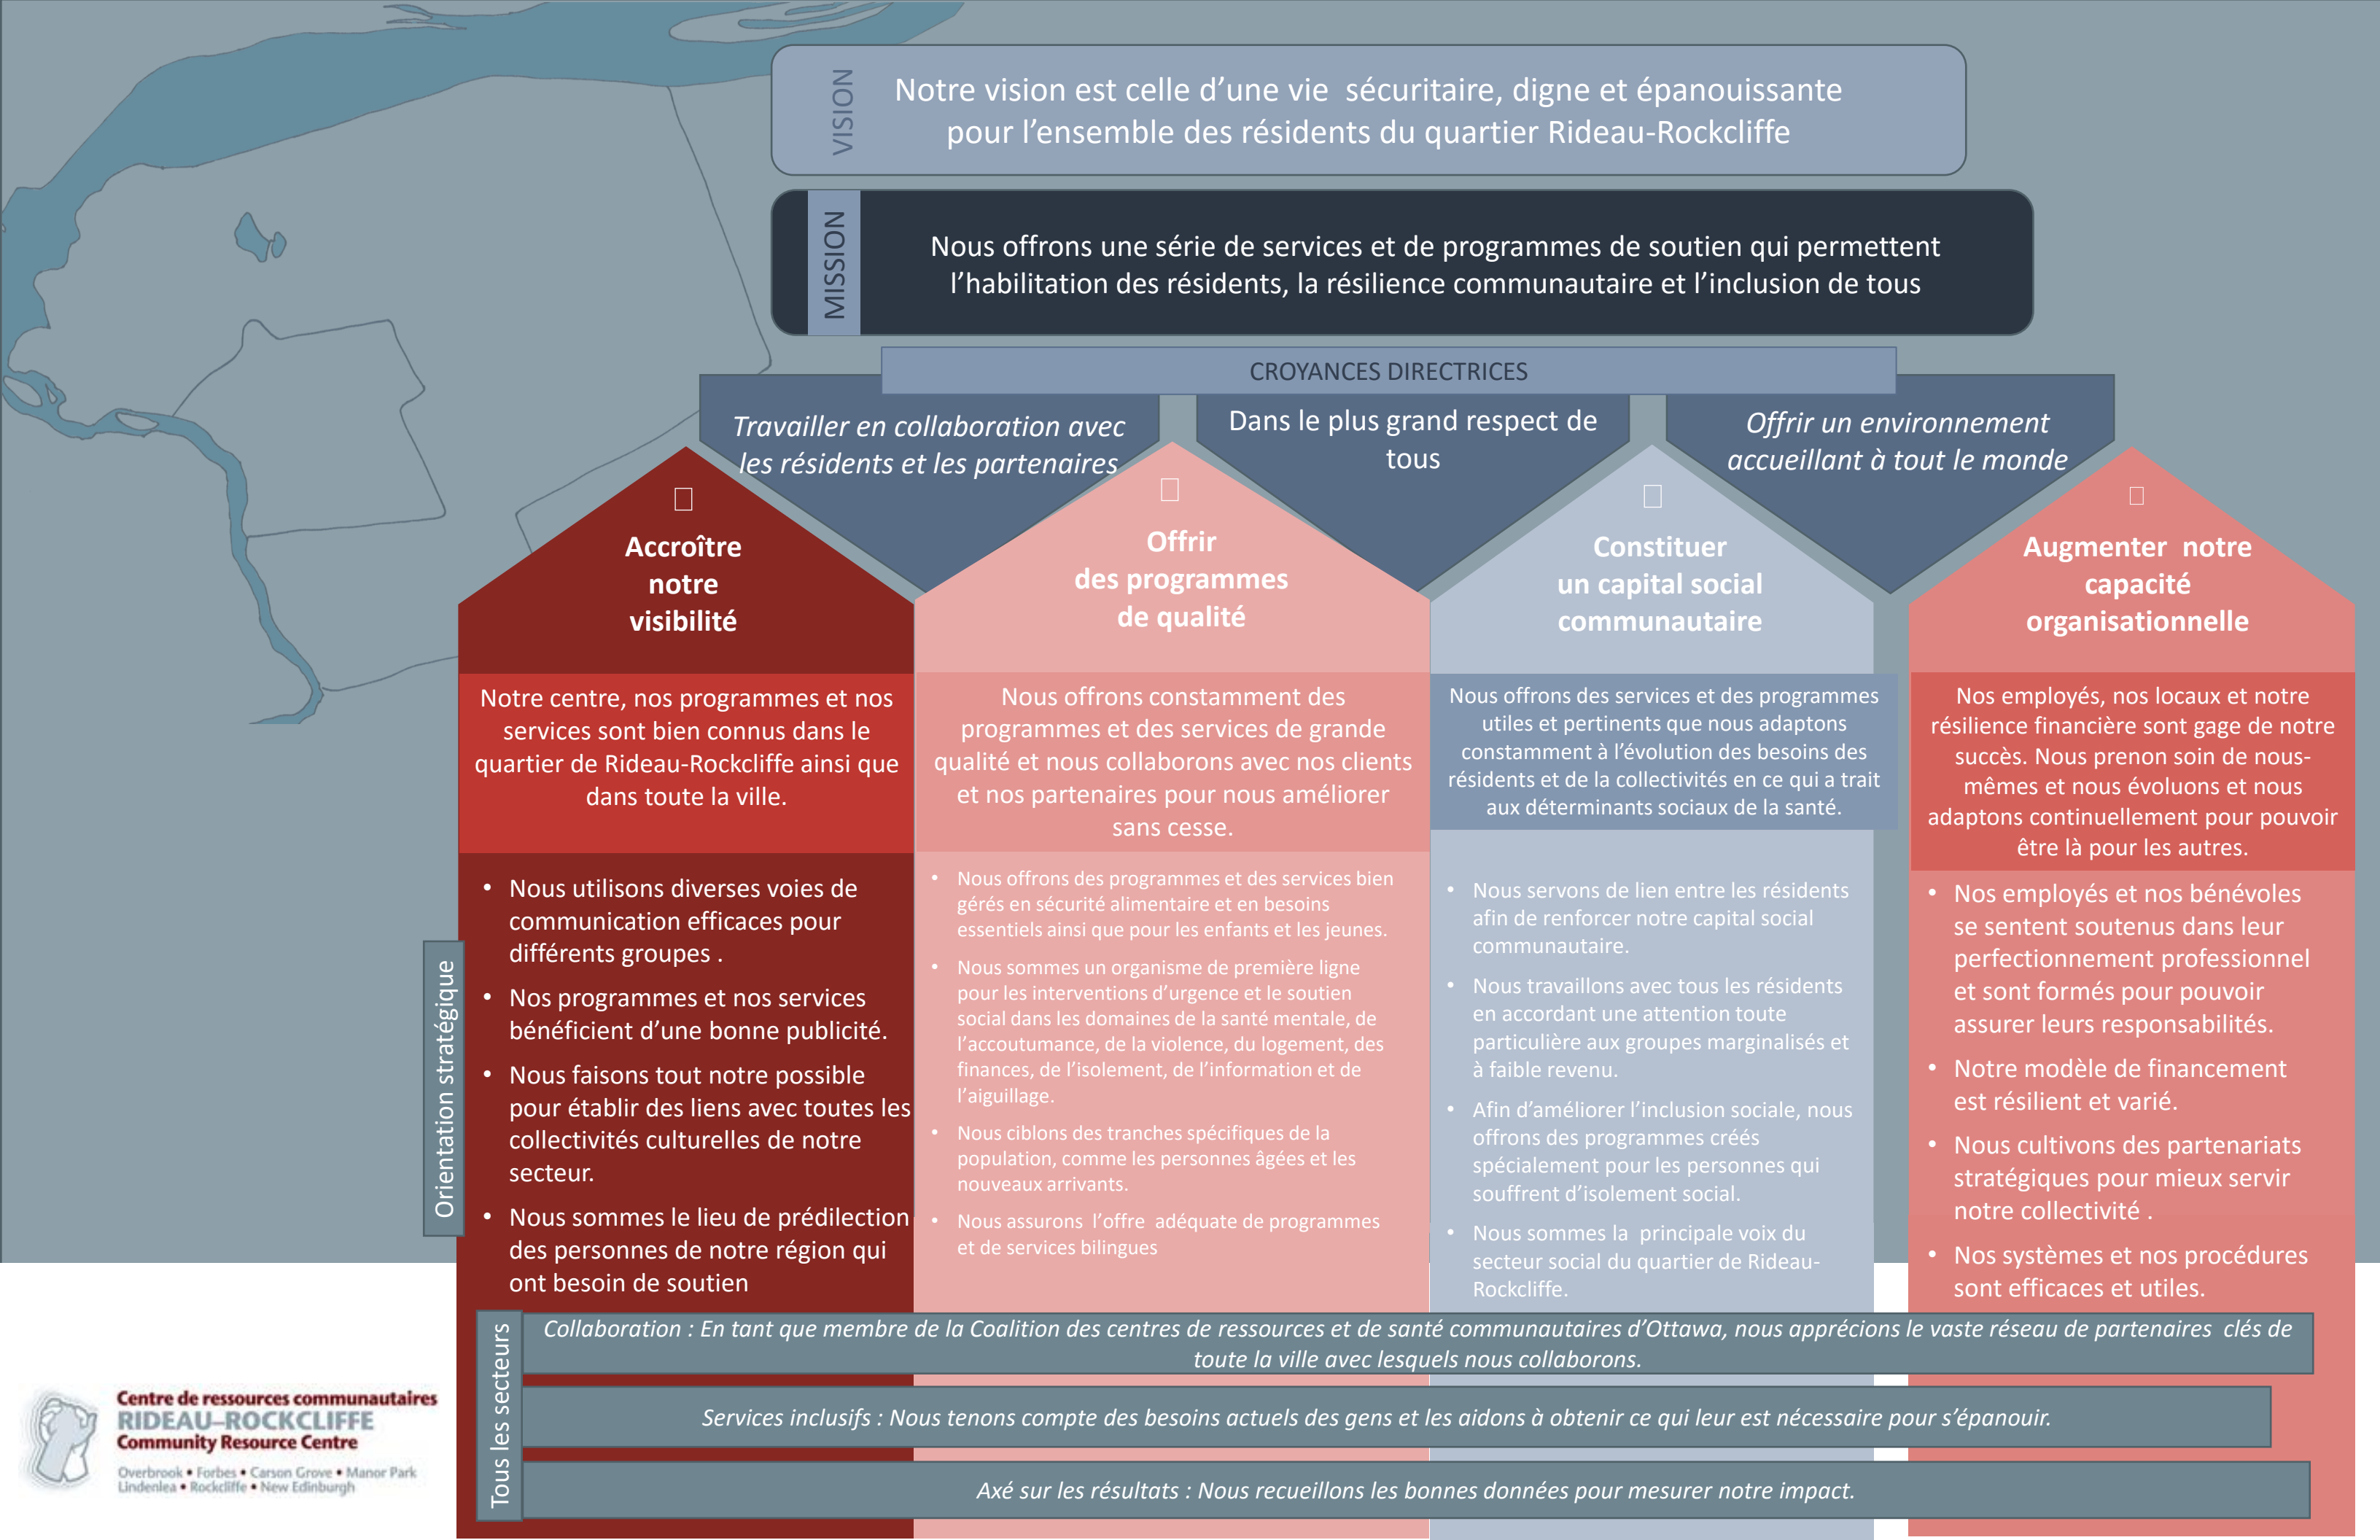 VISION
Notre vision est celle d’une vie  sécuritaire, digne et épanouissante
pour l’ensemble des résidents du quartier Rideau-Rockcliffe
MISSION
Nous offrons une série de services et de programmes de soutien qui permettent
l’habilitation des résidents, la résilience communautaire et l’inclusion de tous
CROYANCES DIRECTRICES
Travailler en collaboration avec
les résidents et les partenaires
Dans le plus grand respect de
tous
Offrir un environnement
accueillant à tout le monde
Accroître
notre
visibilité
Notre centre, nos programmes et nos
services sont bien connus dans le
quartier de Rideau-Rockcliffe ainsi que
dans toute la ville.
• Nous utilisons diverses voies de
communication efficaces pour
différents groupes .
• Nos programmes et nos services
bénéficient d’une bonne publicité.
• Nous faisons tout notre possible
pour établir des liens avec toutes les
collectivités culturelles de notre
secteur.
• Nous sommes le lieu de prédilection
des personnes de notre région qui
ont besoin de soutien
Offrir
des programmes
de qualité
Nous offrons constamment des
programmes et des services de grande
qualité et nous collaborons avec nos clients
et nos partenaires pour nous améliorer
sans cesse.
• Nous offrons des programmes et des services bien
gérés en sécurité alimentaire et en besoins
essentiels ainsi que pour les enfants et les jeunes.
• Nous sommes un organisme de première ligne
pour les interventions d’urgence et le soutien
social dans les domaines de la santé mentale, de
l’accoutumance, de la violence, du logement, des
finances, de l’isolement, de l’information et de
l’aiguillage.
• Nous ciblons des tranches spécifiques de la
population, comme les personnes âgées et les
nouveaux arrivants.
• Nous assurons  l’offre  adéquate de programmes
et de services bilingues
Constituer
un capital social
communautaire
Nous offrons des services et des programmes
utiles et pertinents que nous adaptons
constamment à l’évolution des besoins des
résidents et de la collectivités en ce qui a trait
aux déterminants sociaux de la santé.
• Nous servons de lien entre les résidents
afin de renforcer notre capital social
communautaire.
• Nous travaillons avec tous les résidents
en accordant une attention toute
particulière aux groupes marginalisés et
à faible revenu.
• Afin d’améliorer l’inclusion sociale, nous
offrons des programmes créés
spécialement pour les personnes qui
souffrent d’isolement social.
• Nous sommes la  principale voix du
secteur social du quartier de Rideau-
Rockcliffe.
Augmenter  notre
capacité
organisationnelle
Nos employés, nos locaux et notre
résilience financière sont gage de notre
succès. Nous prenon soin de nous-
mêmes et nous évoluons et nous
adaptons continuellement pour pouvoir
être là pour les autres.
• Nos employés et nos bénévoles
se sentent soutenus dans leur
perfectionnement professionnel
et sont formés pour pouvoir
assurer leurs responsabilités.
• Notre modèle de financement
est résilient et varié.
• Nous cultivons des partenariats
stratégiques pour mieux servir
notre collectivité .
• Nos systèmes et nos procédures
sont efficaces et utiles.
Orientation stratégique
Tous les secteurs
Collaboration : En tant que membre de la Coalition des centres de ressources et de santé communautaires d’Ottawa, nous apprécions le vaste réseau de partenaires  clés de
toute la ville avec lesquels nous collaborons.
Services inclusifs : Nous tenons compte des besoins actuels des gens et les aidons à obtenir ce qui leur est nécessaire pour s’épanouir.
Axé sur les résultats : Nous recueillons les bonnes données pour mesurer notre impact.
Centre de ressources communautaires
RIDEAU–ROCKCLIFFE
Community Resource Centre
Overbrook • Forbes • Carson Grove • Manor Park
Lindenlea • Rockcliffe • New Edinburgh